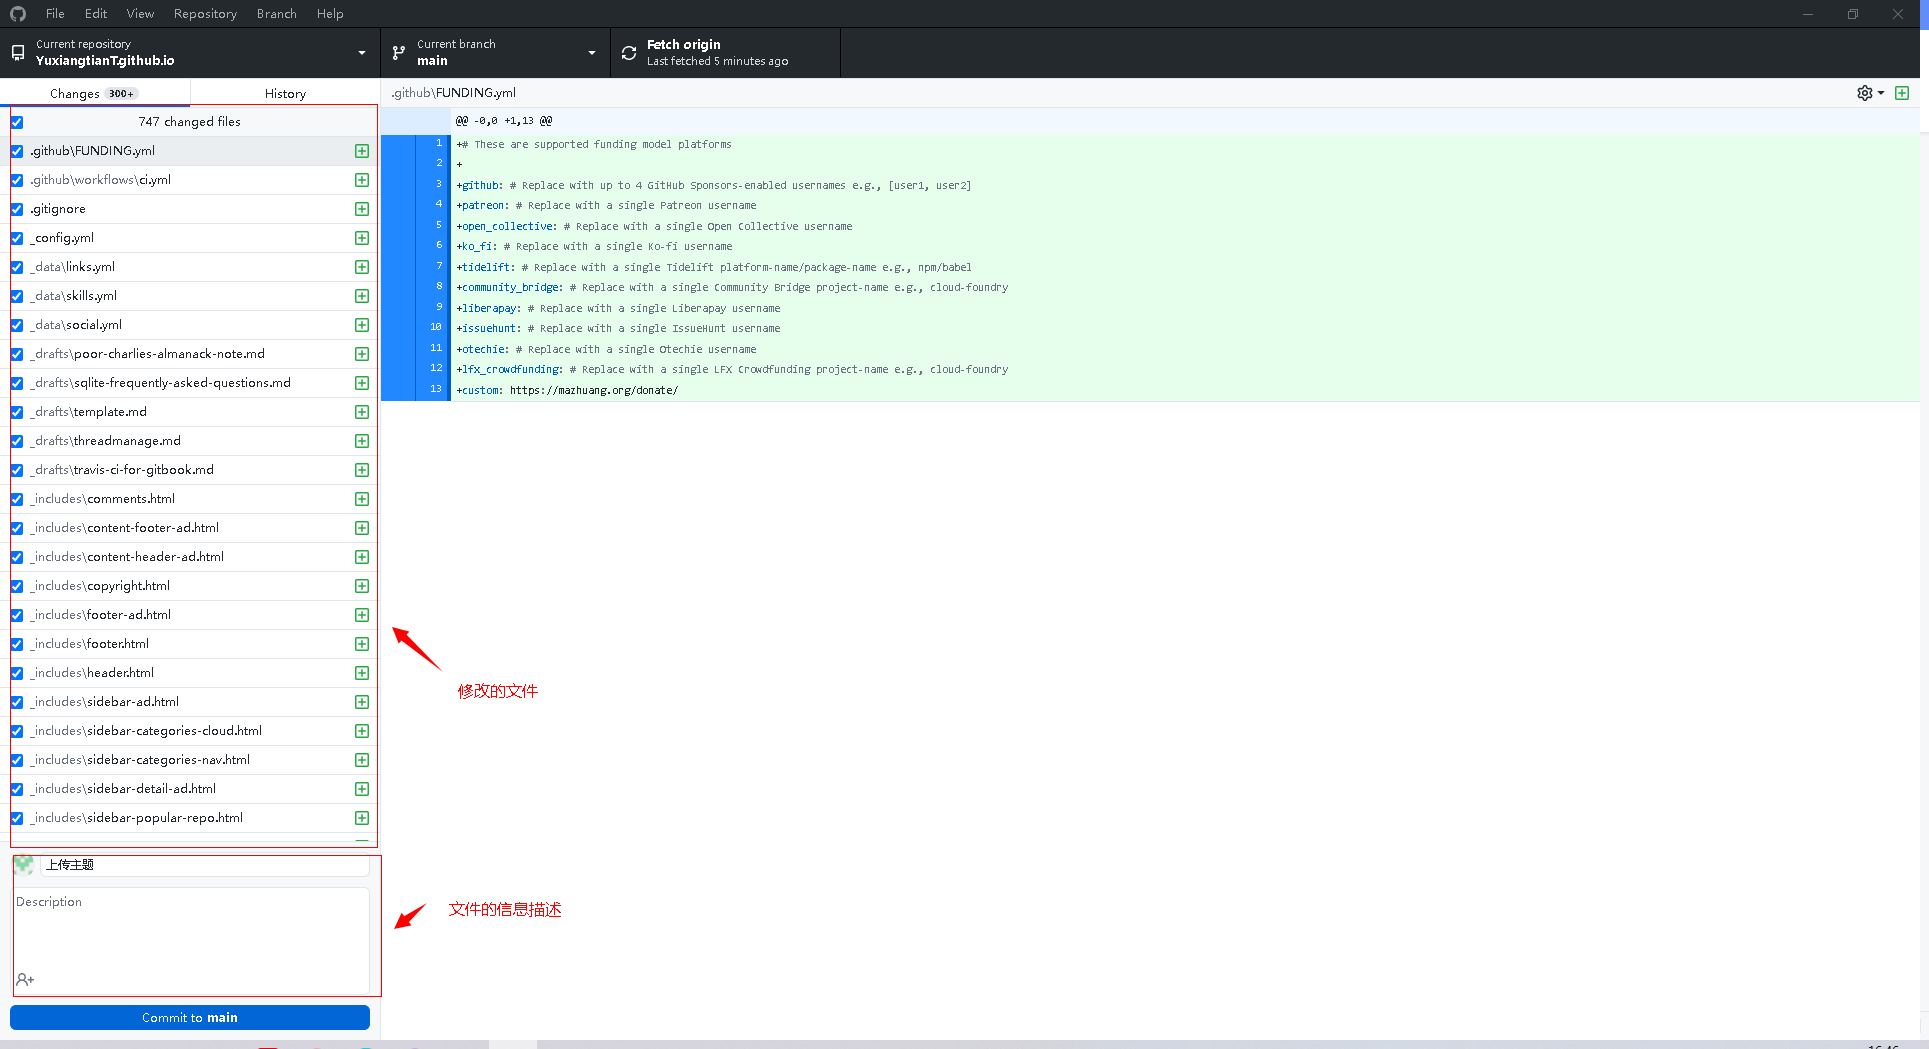 File Edit View Repository Branch Help
Current repository
YuxiangtianT.github.io
Current branch
main
Fetch origin
Last fetched 5 minutes ago
Changes 300+
History
747 changed files
.github\FUNDING.yml
.github\workflows\ci.yml
.gitignore
_config.yml
_data\links.yml
_data\skills.yml
_data\social.yml
_drafts\poor-charlies-almanack-note.md
_drafts\sqlite-frequently-asked-questions.md
_drafts\template.md
_drafts\threadmanage.md
_drafts\travis-ci-for-gitbook.md
_includes\comments.html
_includes\content-footer-ad.html
_includes\content-header-ad.html
_includes\copyright.html
_includes\footer-ad.html
_includes\footer.html
_includes\header.html
_includes\sidebar-ad.html
_includes\sidebar-categories-cloud.html
_includes\sidebar-categories-nav.html
_includes\sidebar-detail-ad.html
_includes\sidebar-popular-repo.html
上传主题
Description
Commit to main
.github\FUNDING.yml
@@ -0,0 +1,13 @@
1 +# These are supported funding model platforms
2 +
3 +github: # Replace with up to 4 GitHub Sponsors-enabled usernames e.g., [user1, user2]
4 +patreon: # Replace with a single Patreon username
5 +open_collective: # Replace with a single Open Collective username
6 +ko_fi: # Replace with a single Ko-fi username
7 +tidelift: # Replace with a single Tidelift platform-name/package-name e.g., npm/babel
8 +community_bridge: # Replace with a single Community Bridge project-name e.g., cloud-foundry
9 +liberapay: # Replace with a single Liberapay username
10 +issuehunt: # Replace with a single IssueHunt username
11 +otechie: # Replace with a single Otechie username
12 +lfx_crowdfunding: # Replace with a single LFX Crowdfunding project-name e.g., cloud-foundry
13 +custom: https://mazhuang.org/donate/
修改的文件
文件的信息描述